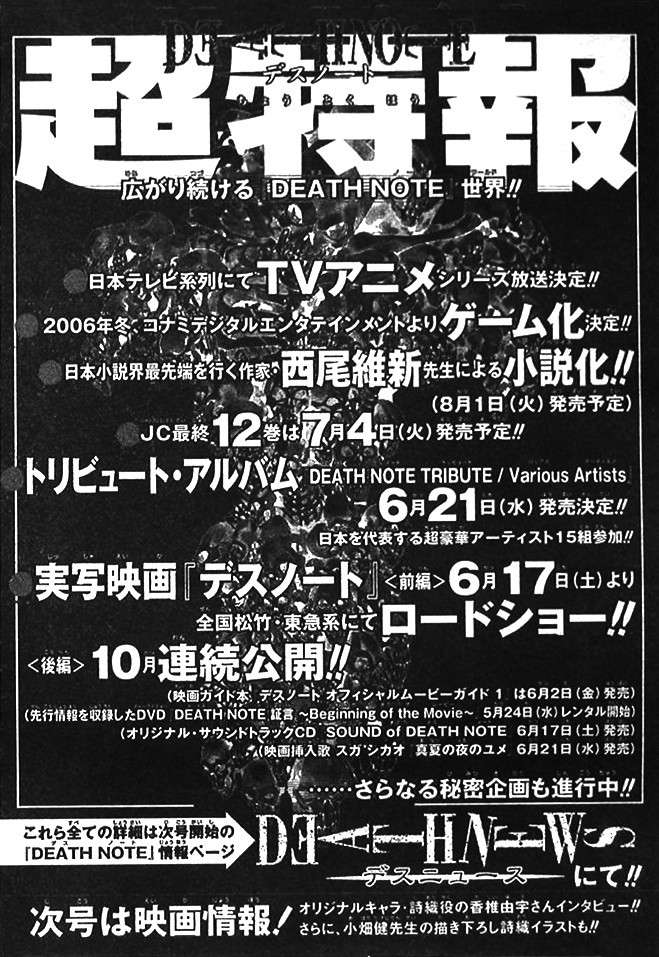 DEATH NOTE
デスノート
ちょうとくほう
超特報
広がり続ける『DEATH NOTE』世界!!
●日本テレビ系列にてTVアニメシリーズ放送決定!!
●2006年冬、コナミデジタルエンタテインメントよりゲーム化決定!!
●日本小説界最先端を行く作家・西尾維新先生による小説化!!
(8月1日(火)発売予定)
●JC最終12巻は7月4日(火)発売予定!!
●トリビュート・アルバム『DEATH NOTE TRIBUTE / Various Artists』
6月21日(水)発売決定!!
日本を代表する超豪華アーティスト15組参加!!
●実写映画『デスノート』<前編>6月17日(土)より
全国松竹・東急系にてロードショー!!
<後編>10月連続公開!!
(映画ガイド本 デスノート オフィシャルムービーガイド 1 は6月2日(金)発売)
(先行情報を収録したDVD DEATH NOTE 証言 〜Beginning of the Movie〜 5月24日(水)レンタル開始)
(オリジナル・サウンドトラックCD SOUND of DEATH NOTE 6月17日(土)発売)
(映画挿入歌 スガシカオ 真夏の夜のユメ 6月21日(水)発売)
……さらなる秘密企画も進行中!!
これら全ての詳細は次号開始の
『DEATH NOTE』情報ページ
DEATH NEWS
デスニュース
にて!!
次号は映画情報!
オリジナルキャラ・詩織役の香椎由宇さんインタビュー!!
さらに、小畑健先生の描き下ろし詩織イラストも!!